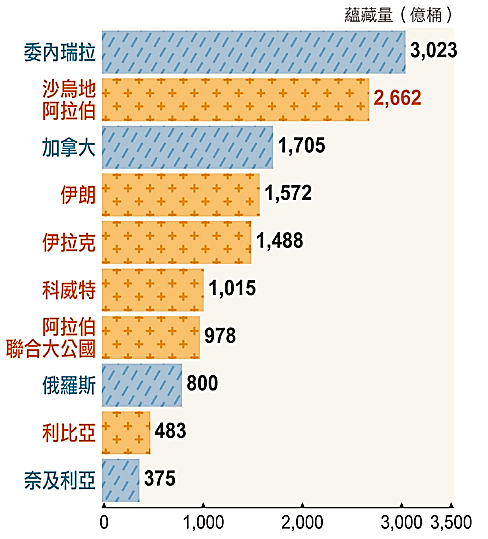 蘊藏量（億桶）
委內瑞拉 3,023
沙烏地
阿拉伯 2,662
加拿大 1,705
伊朗 1,572
伊拉克 1,488
科威特 1,015
阿拉伯
聯合大公國 978
俄羅斯 800
利比亞 483
奈及利亞 375
0 1,000 2,000 3,000 3,500